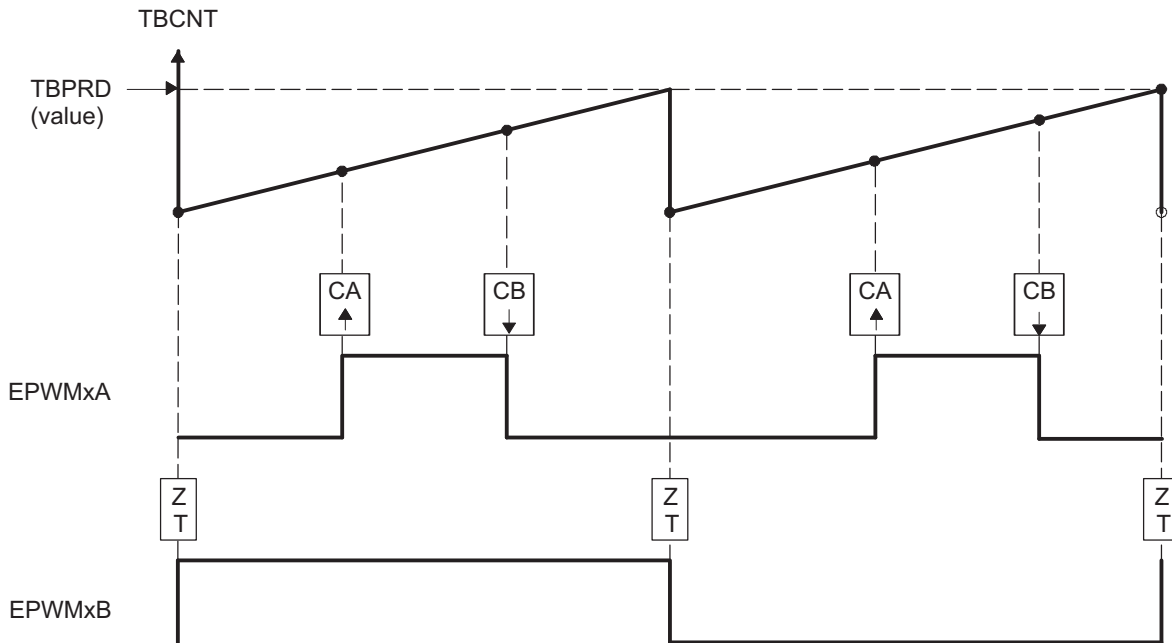 TBCNT
TBPRD
(value)
CA
CB
CA
CB
EPWMxA
Z
T
Z
T
Z
T
EPWMxB